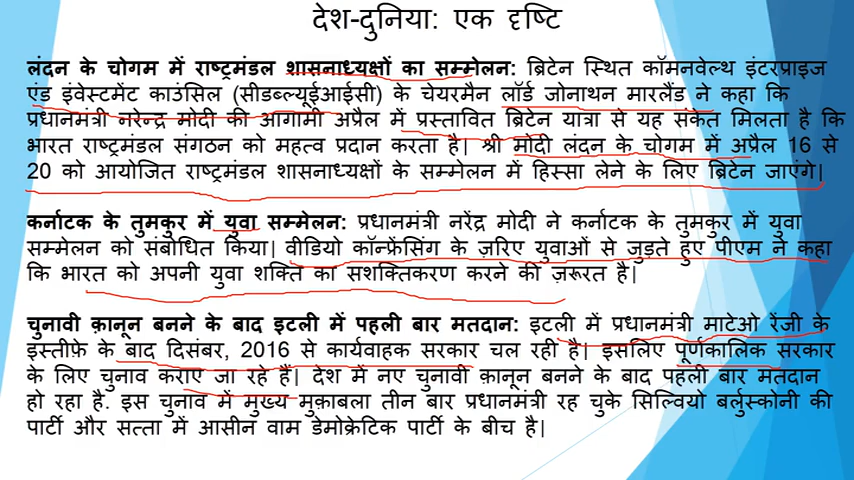 देश-दुनिया: एक दृष्टि
लंदन के चोगम में राष्ट्रमंडल शासनाध्यक्षों का सम्मेलन: ब्रिटेन स्थित कॉमनवेल्थ इंटरप्राइज
एंड इंवेस्टमेंट काउंसिल (सीडब्ल्यूईआईसी) के चेयरमैन लॉर्ड जोनाथन मारलैंड ने कहा कि
प्रधानमंत्री नरेन्द्र मोदी की आगामी अप्रैल में प्रस्तावित ब्रिटेन यात्रा से यह संकेत मिलता है कि
भारत राष्ट्रमंडल संगठन को महत्व प्रदान करता है। श्री मोदी लंदन के चोगम में अप्रैल 16 से
20 को आयोजित राष्ट्रमंडल शासनाध्यक्षों के सम्मेलन में हिस्सा लेने के लिए ब्रिटेन जाएंगे।
कर्नाटक के तुमकुर में युवा सम्मेलन: प्रधानमंत्री नरेंद्र मोदी ने कर्नाटक के तुमकुर में युवा
सम्मेलन को संबोधित किया। वीडियो कॉन्फ्रेंसिंग के ज़रिए युवाओं से जुड़ते हुए पीएम ने कहा
कि भारत को अपनी युवा शक्ति का सशक्तिकरण करने की ज़रूरत है।
चुनावी क़ानून बनने के बाद इटली में पहली बार मतदान: इटली में प्रधानमंत्री माटेओ रेंजी के
इस्तीफ़े के बाद दिसंबर, 2016 से कार्यवाहक सरकार चल रही है। इसलिए पूर्णकालिक सरकार
के लिए चुनाव कराए जा रहे हैं। देश में नए चुनावी क़ानून बनने के बाद पहली बार मतदान
हो रहा है. इस चुनाव में मुख्य मुक़ाबला तीन बार प्रधानमंत्री रह चुके सिल्वियो बर्लुस्कोनी की
पार्टी और सत्ता में आसीन वाम डेमोक्रेटिक पार्टी के बीच है।